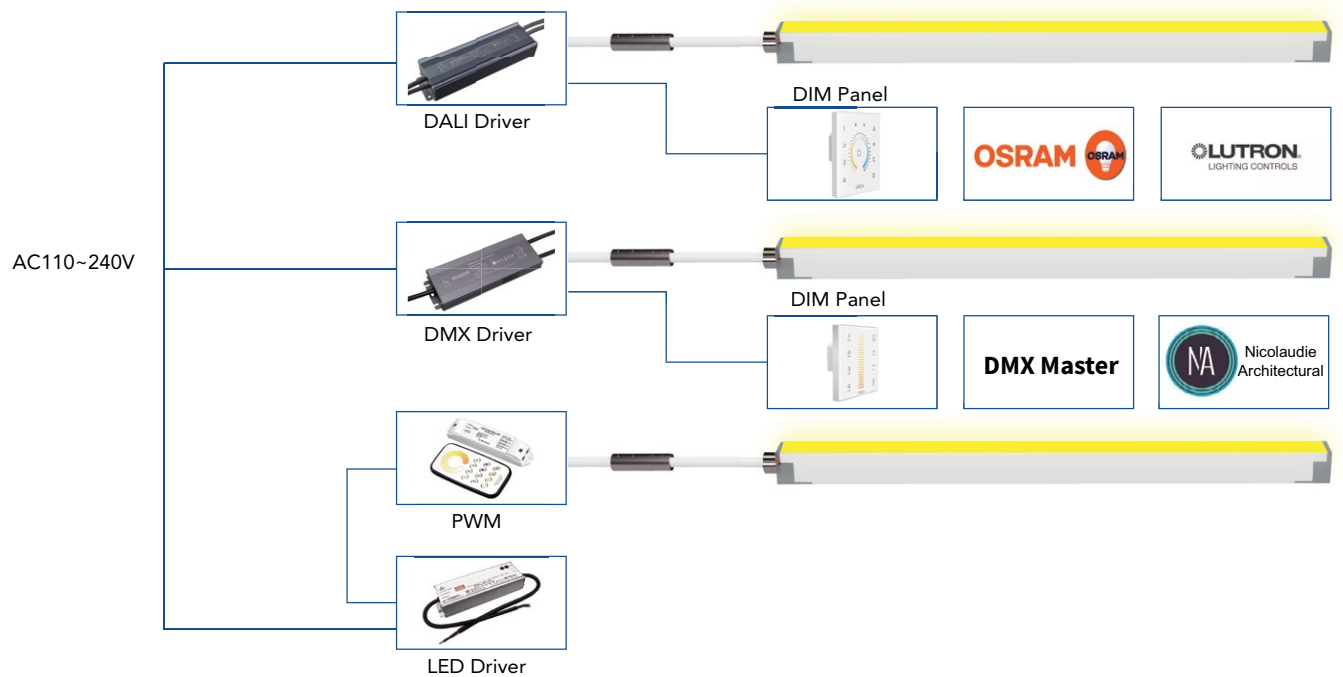 DIM Panel
OSRAM
OSRAM
LUTRON.
LIGHTING CONTROLS
DALI Driver
AC110~240V
DIM Panel
DMX Driver
DMX Master
NA
Nicolaudie
Architectural
PWM
LED Driver